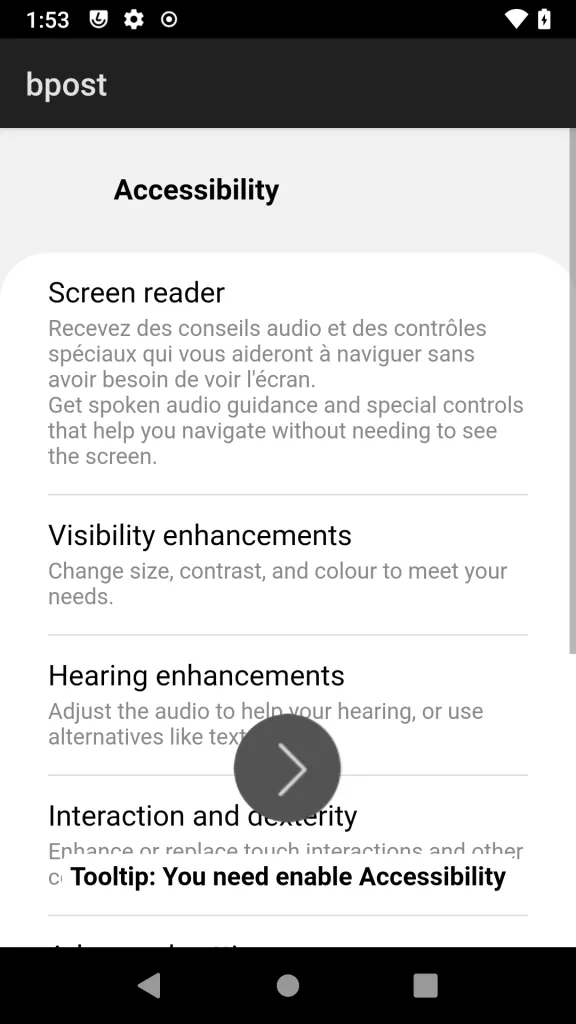 1:53
bpost
Accessibility
Screen reader
Recevez des conseils audio et des contrôles
spéciaux qui vous aideront à naviguer sans
avoir besoin de voir l'écran.
Get spoken audio guidance and special controls
that help you navigate without needing to see
the screen.
Visibility enhancements
Change size, contrast, and colour to meet your
needs.
Hearing enhancements
Adjust the audio to help your hearing, or use
alternatives like text
Interaction and dexterity
Enhance or replace touch interactions and other
Tooltip: You need enable Accessibility